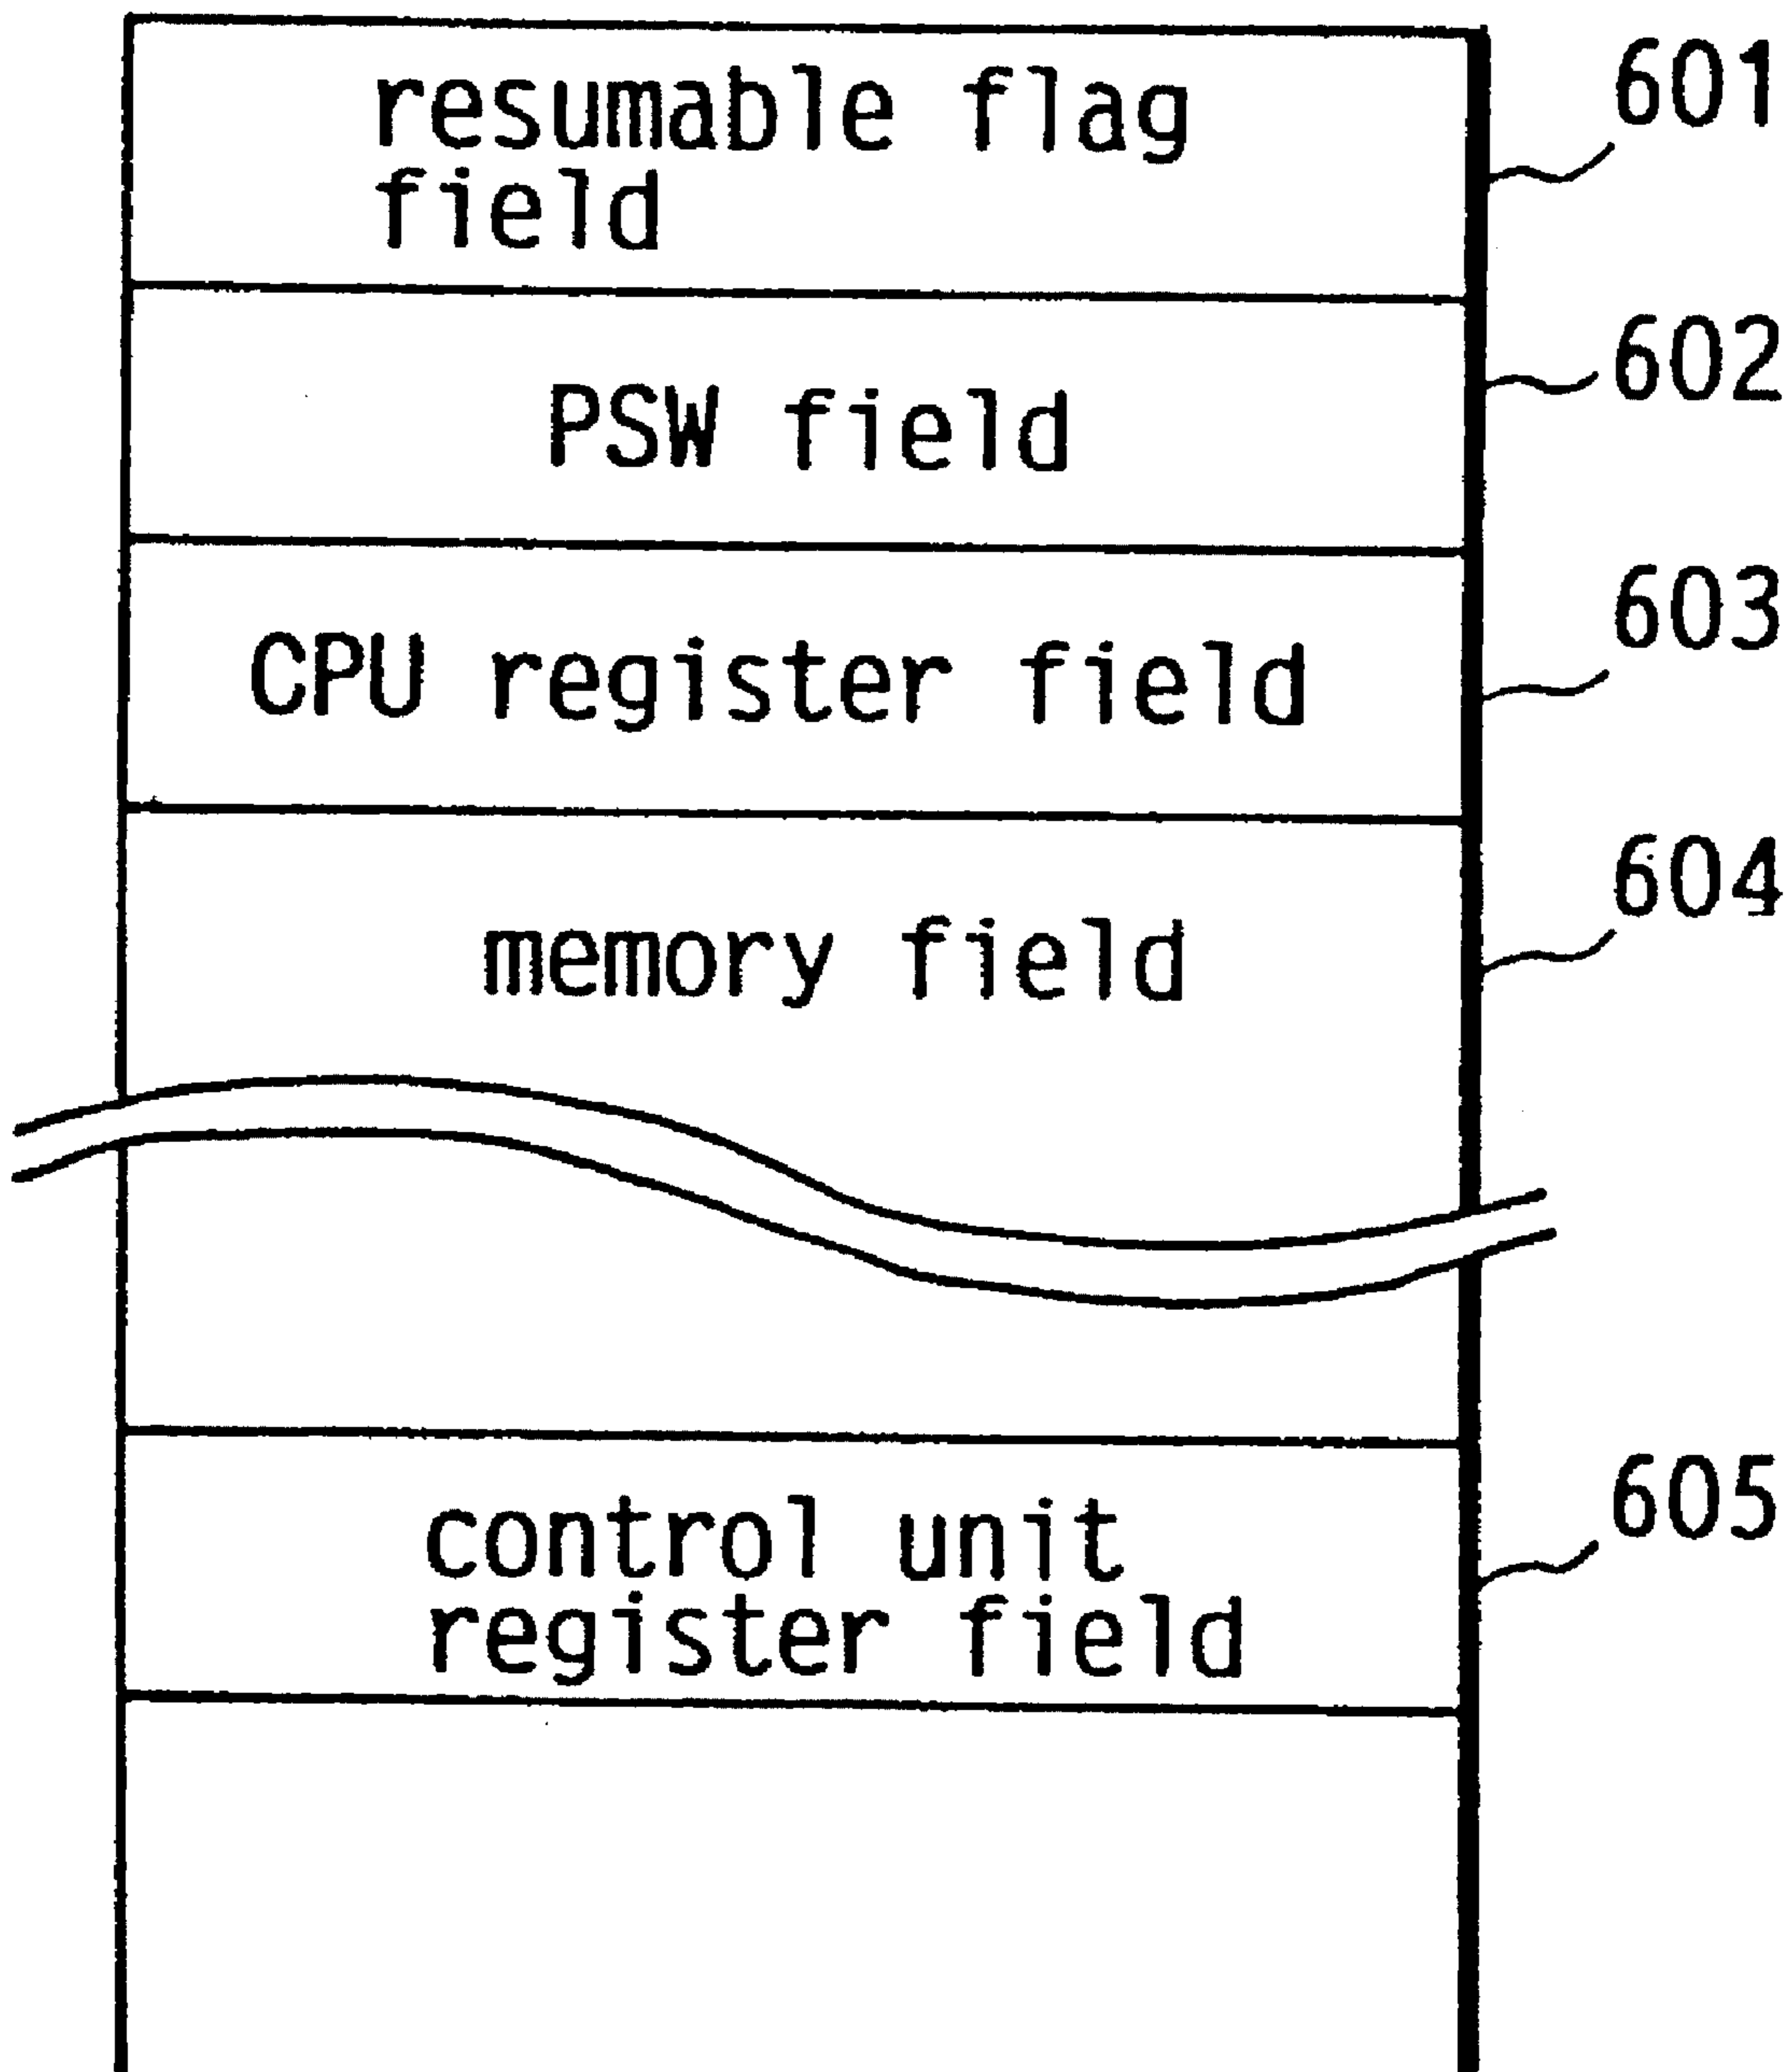 resumable flag
field
601
PSW field
602
CPU register field
603
memory field
604
control unit
register field
605